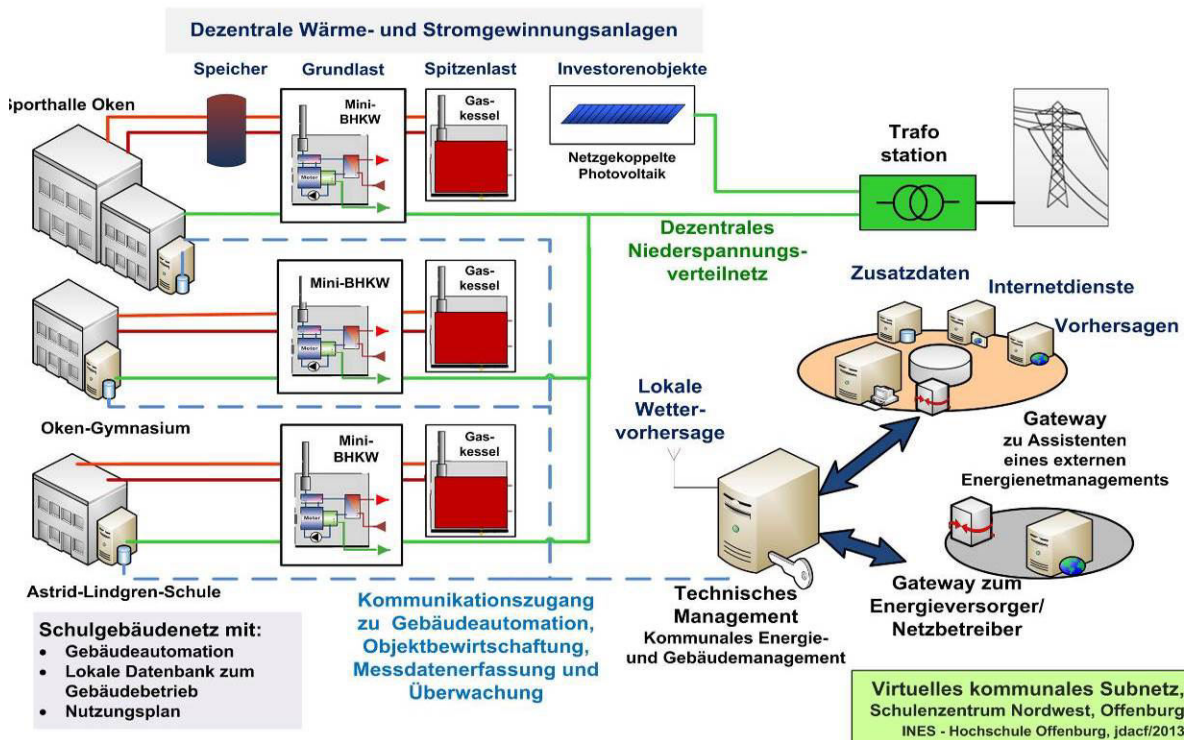 Dezentrale Wärme- und Stromgewinnungsanlagen
Speicher
Grundlast
Spitzenlast
Investorenobjekte
Sporthalle Oken
Mini-
BHKW
Gas-
kessel
Motor
Netzgekoppelte
Photovoltaik
Trafo
station
Dezentrales
Niederspannungs-
verteilnetz
Mini-BHKW
Gas-
kessel
Motor
Oken-Gymnasium
Zusatzdaten
Internetdienste
Vorhersagen
Lokale
Wetter-
vorhersage
Gateway
zu Assistenten
eines externen
Energienetmanagements
Mini-
BHKW
Gas-
kessel
Motor
Astrid-Lindgren-Schule
Technisches
Management
Kommunales Energie-
und Gebäudemanagement
Gateway zum
Energieversorger/
Netzbetreiber
Kommunikationszugang
zu Gebäudeautomation,
Objektbewirtschaftung,
Messdatenerfassung und
Überwachung
Schulgebäudenetz mit:
• Gebäudeautomation
• Lokale Datenbank zum
Gebäudebetrieb
• Nutzungsplan
Virtuelles kommunales Subnetz,
Schulenzentrum Nordwest, Offenburg
INES - Hochschule Offenburg, jdacf/2013